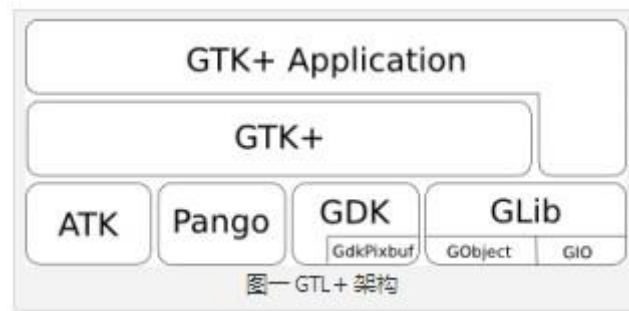 GTK+ Application
GTK+
ATK Pango GDK GLib
GdkPixbuf GObject GIO
图一 GTL+ 架构